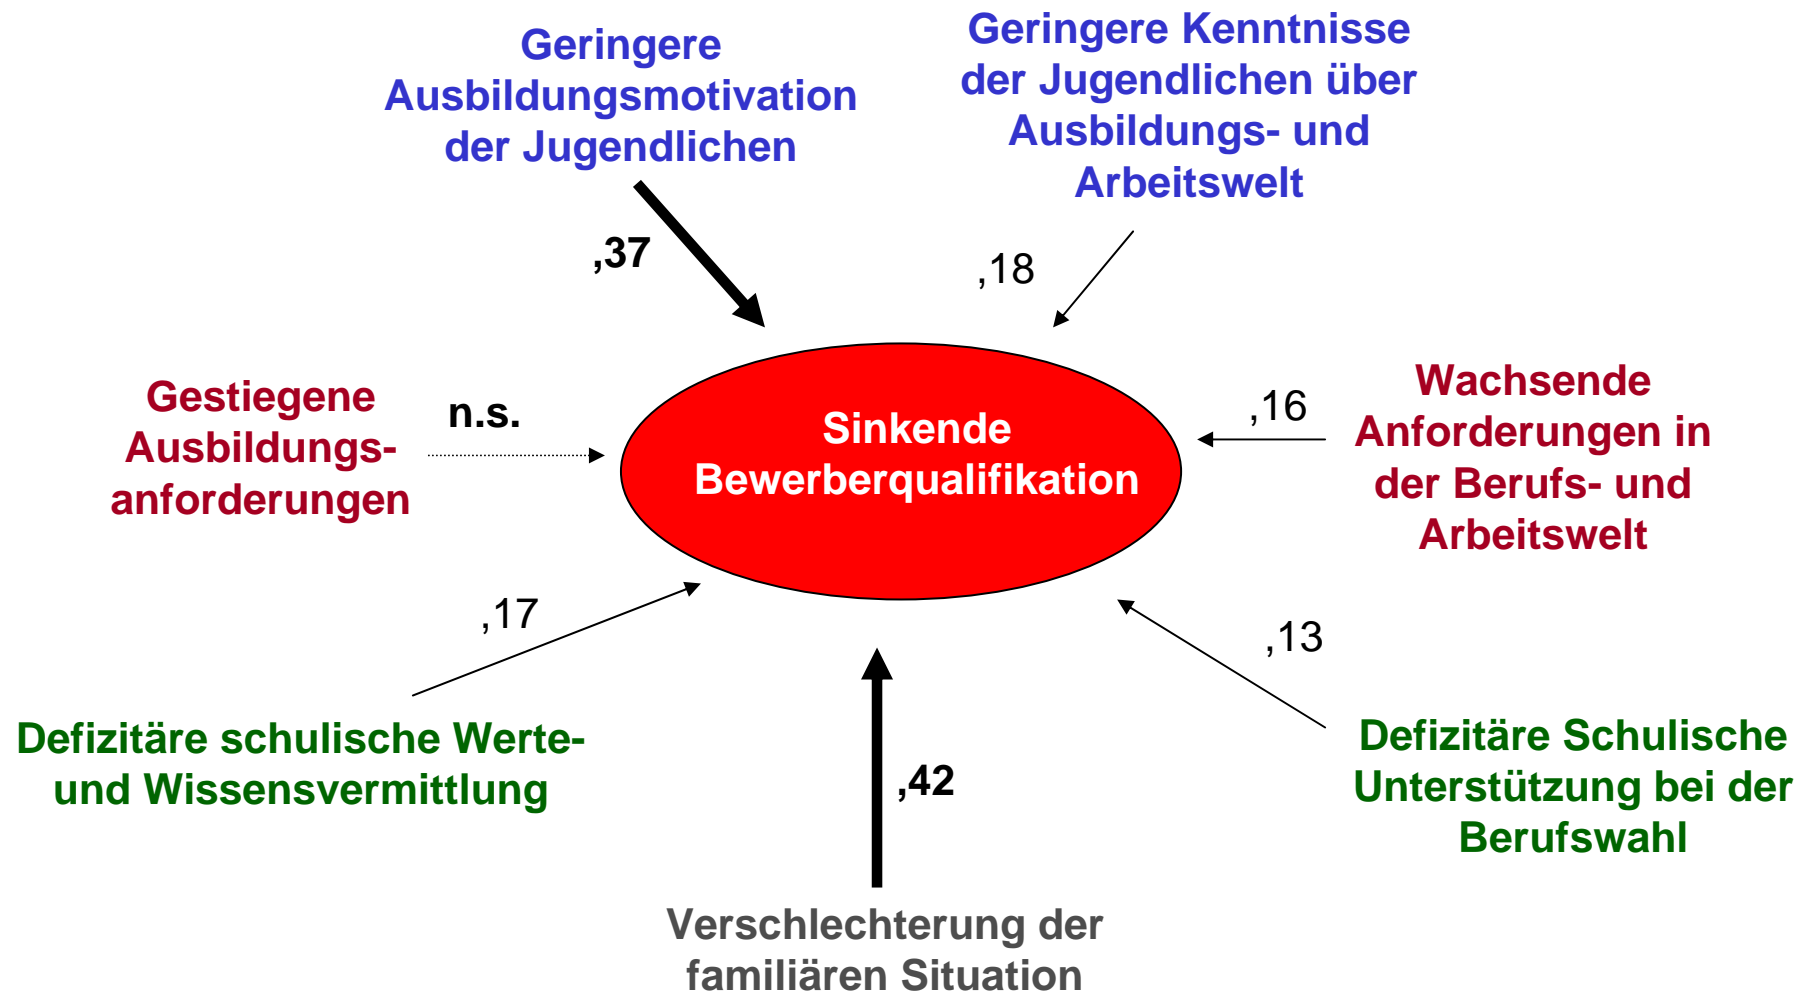 Geringere
Ausbildungsmotivation
der Jugendlichen
Geringere Kenntnisse
der Jugendlichen über
Ausbildungs- und
Arbeitswelt
,37
,18
Gestiegene
Ausbildungs-
anforderungen
n.s.
Sinkende
Bewerberqualifikation
,16
Wachsende
Anforderungen in
der Berufs- und
Arbeitswelt
,17
,13
Defizitäre schulische Werte-
und Wissensvermittlung
,42
Defizitäre Schulische
Unterstützung bei der
Berufswahl
Verschlechterung der
familiären Situation